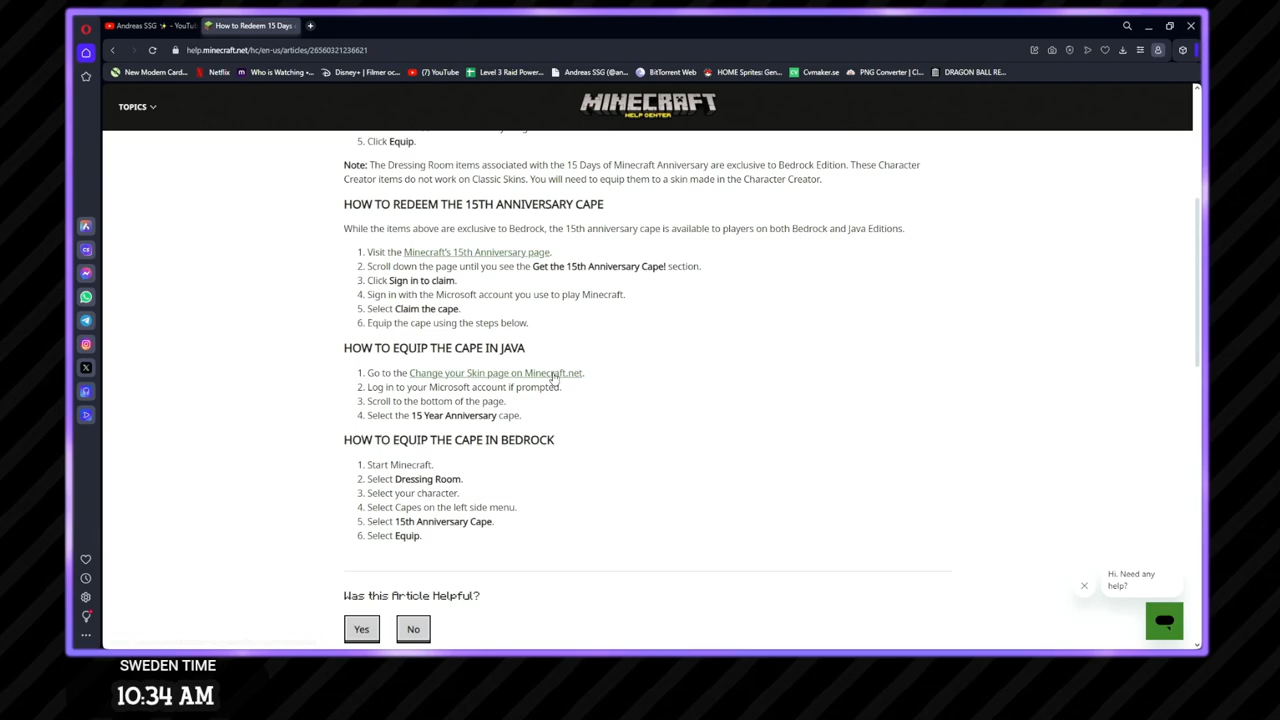 Andreas SSG ✨ - YouTu
How to Redeem 15 Days
help.minecraft.net/hc/en-us/articles/26560321236621
New Modern Card...
Netflix
Who is Watching •...
Disney+ | Filmer oc...
(7) YouTube
Level 3 Raid Power...
Andreas SSG (@an...
BitTorrent Web
HOME Sprites: Gen...
Cvmaker.se
PNG Converter | Cl...
DRAGON BALL RE...
TOPICS
MINECRAFT
HELP CENTER
5. Click Equip.
Note: The Dressing Room items associated with the 15 Days of Minecraft Anniversary are exclusive to Bedrock Edition. These Character
Creator items do not work on Classic Skins. You will need to equip them to a skin made in the Character Creator.
HOW TO REDEEM THE 15TH ANNIVERSARY CAPE
While the items above are exclusive to Bedrock, the 15th anniversary cape is available to players on both Bedrock and Java Editions.
1. Visit the Minecraft's 15th Anniversary page.
2. Scroll down the page until you see the Get the 15th Anniversary Cape! section.
3. Click Sign in to claim.
4. Sign in with the Microsoft account you use to play Minecraft.
5. Select Claim the cape.
6. Equip the cape using the steps below.
HOW TO EQUIP THE CAPE IN JAVA
1. Go to the Change your Skin page on Minecraft.net.
2. Log in to your Microsoft account if prompted.
3. Scroll to the bottom of the page.
4. Select the 15 Year Anniversary cape.
HOW TO EQUIP THE CAPE IN BEDROCK
1. Start Minecraft.
2. Select Dressing Room.
3. Select your character.
4. Select Capes on the left side menu.
5. Select 15th Anniversary Cape.
6. Select Equip.
Was this Article Helpful?
Yes
No
Hi. Need any
help?
SWEDEN TIME
10:34 AM